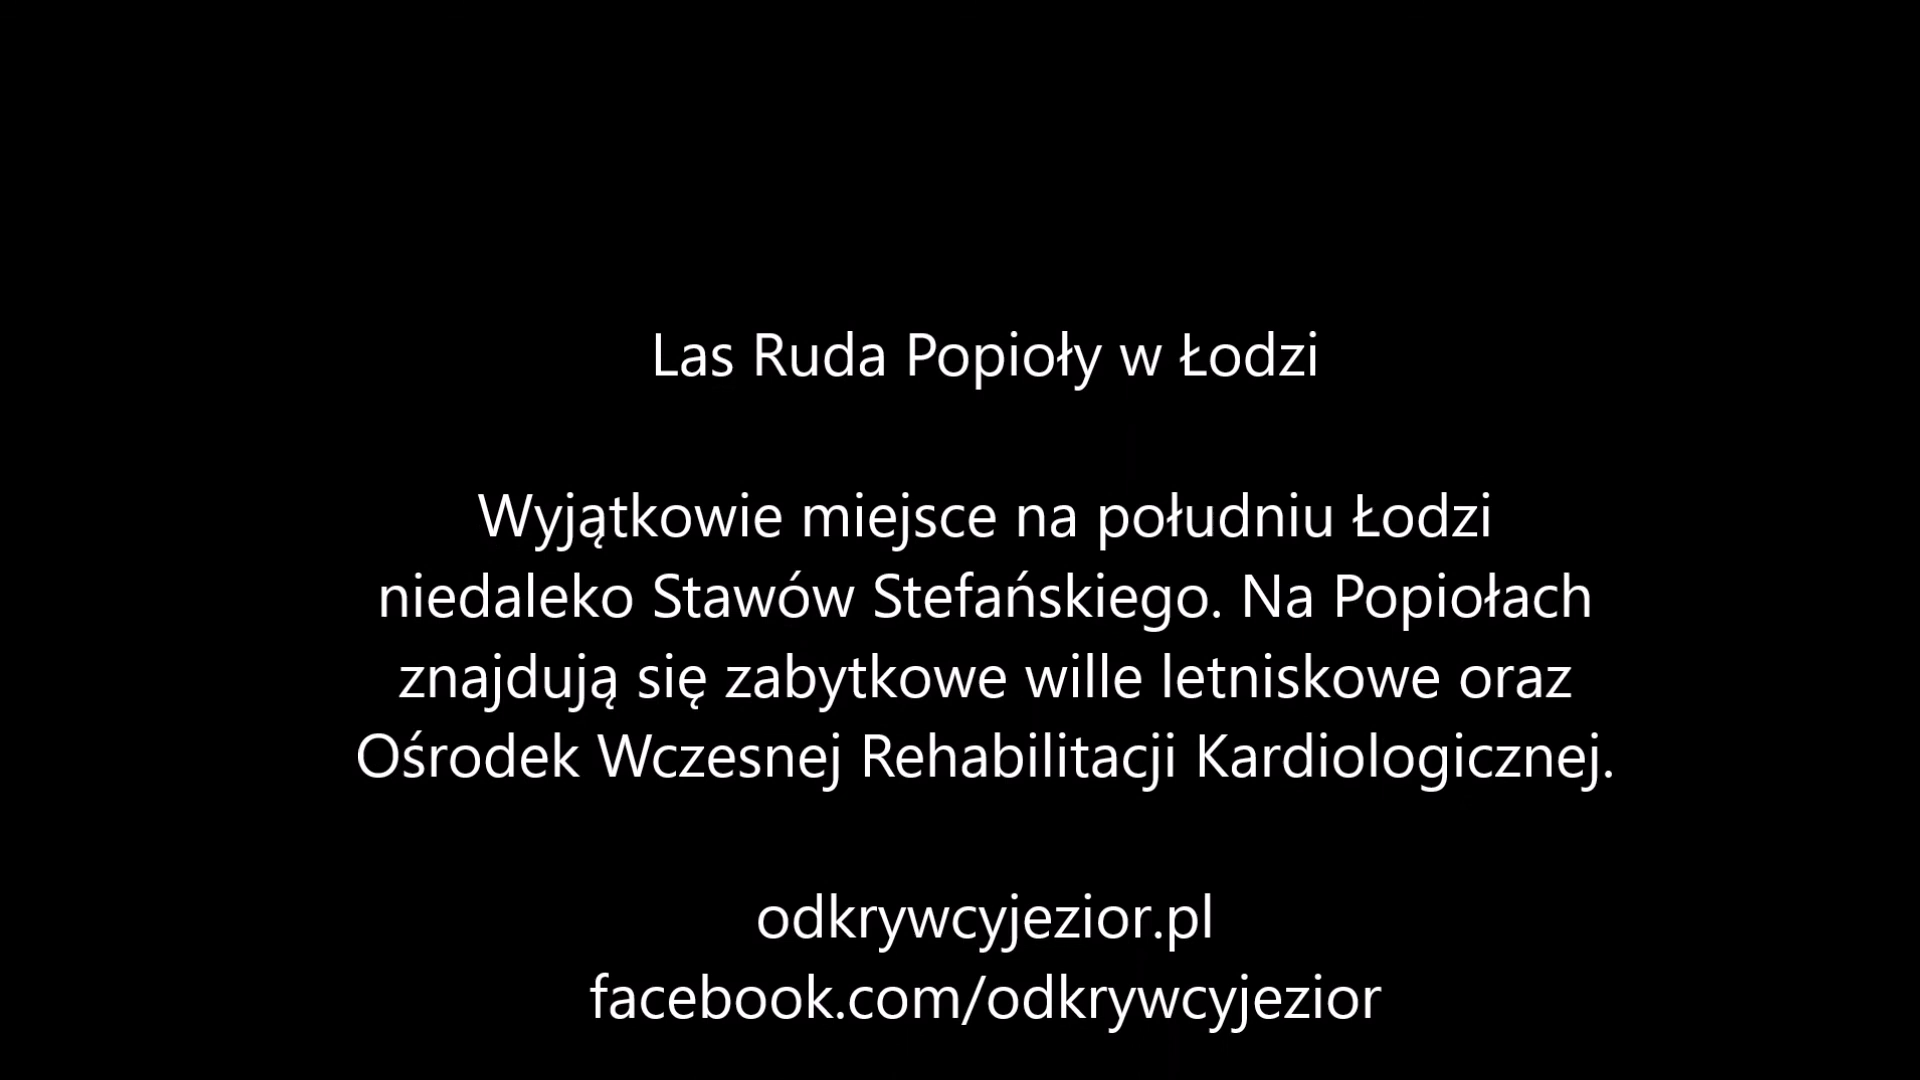 Las Ruda Popioły w Łodzi
Wyjątkowie miejsce na południu Łodzi
niedaleko Stawów Stefańskiego. Na Popiołach
znajdują się zabytkowe wille letniskowe oraz
Ośrodek Wczesnej Rehabilitacji Kardiologicznej.
odkrywcyjezior.pl
facebook.com/odkrywcyjezior